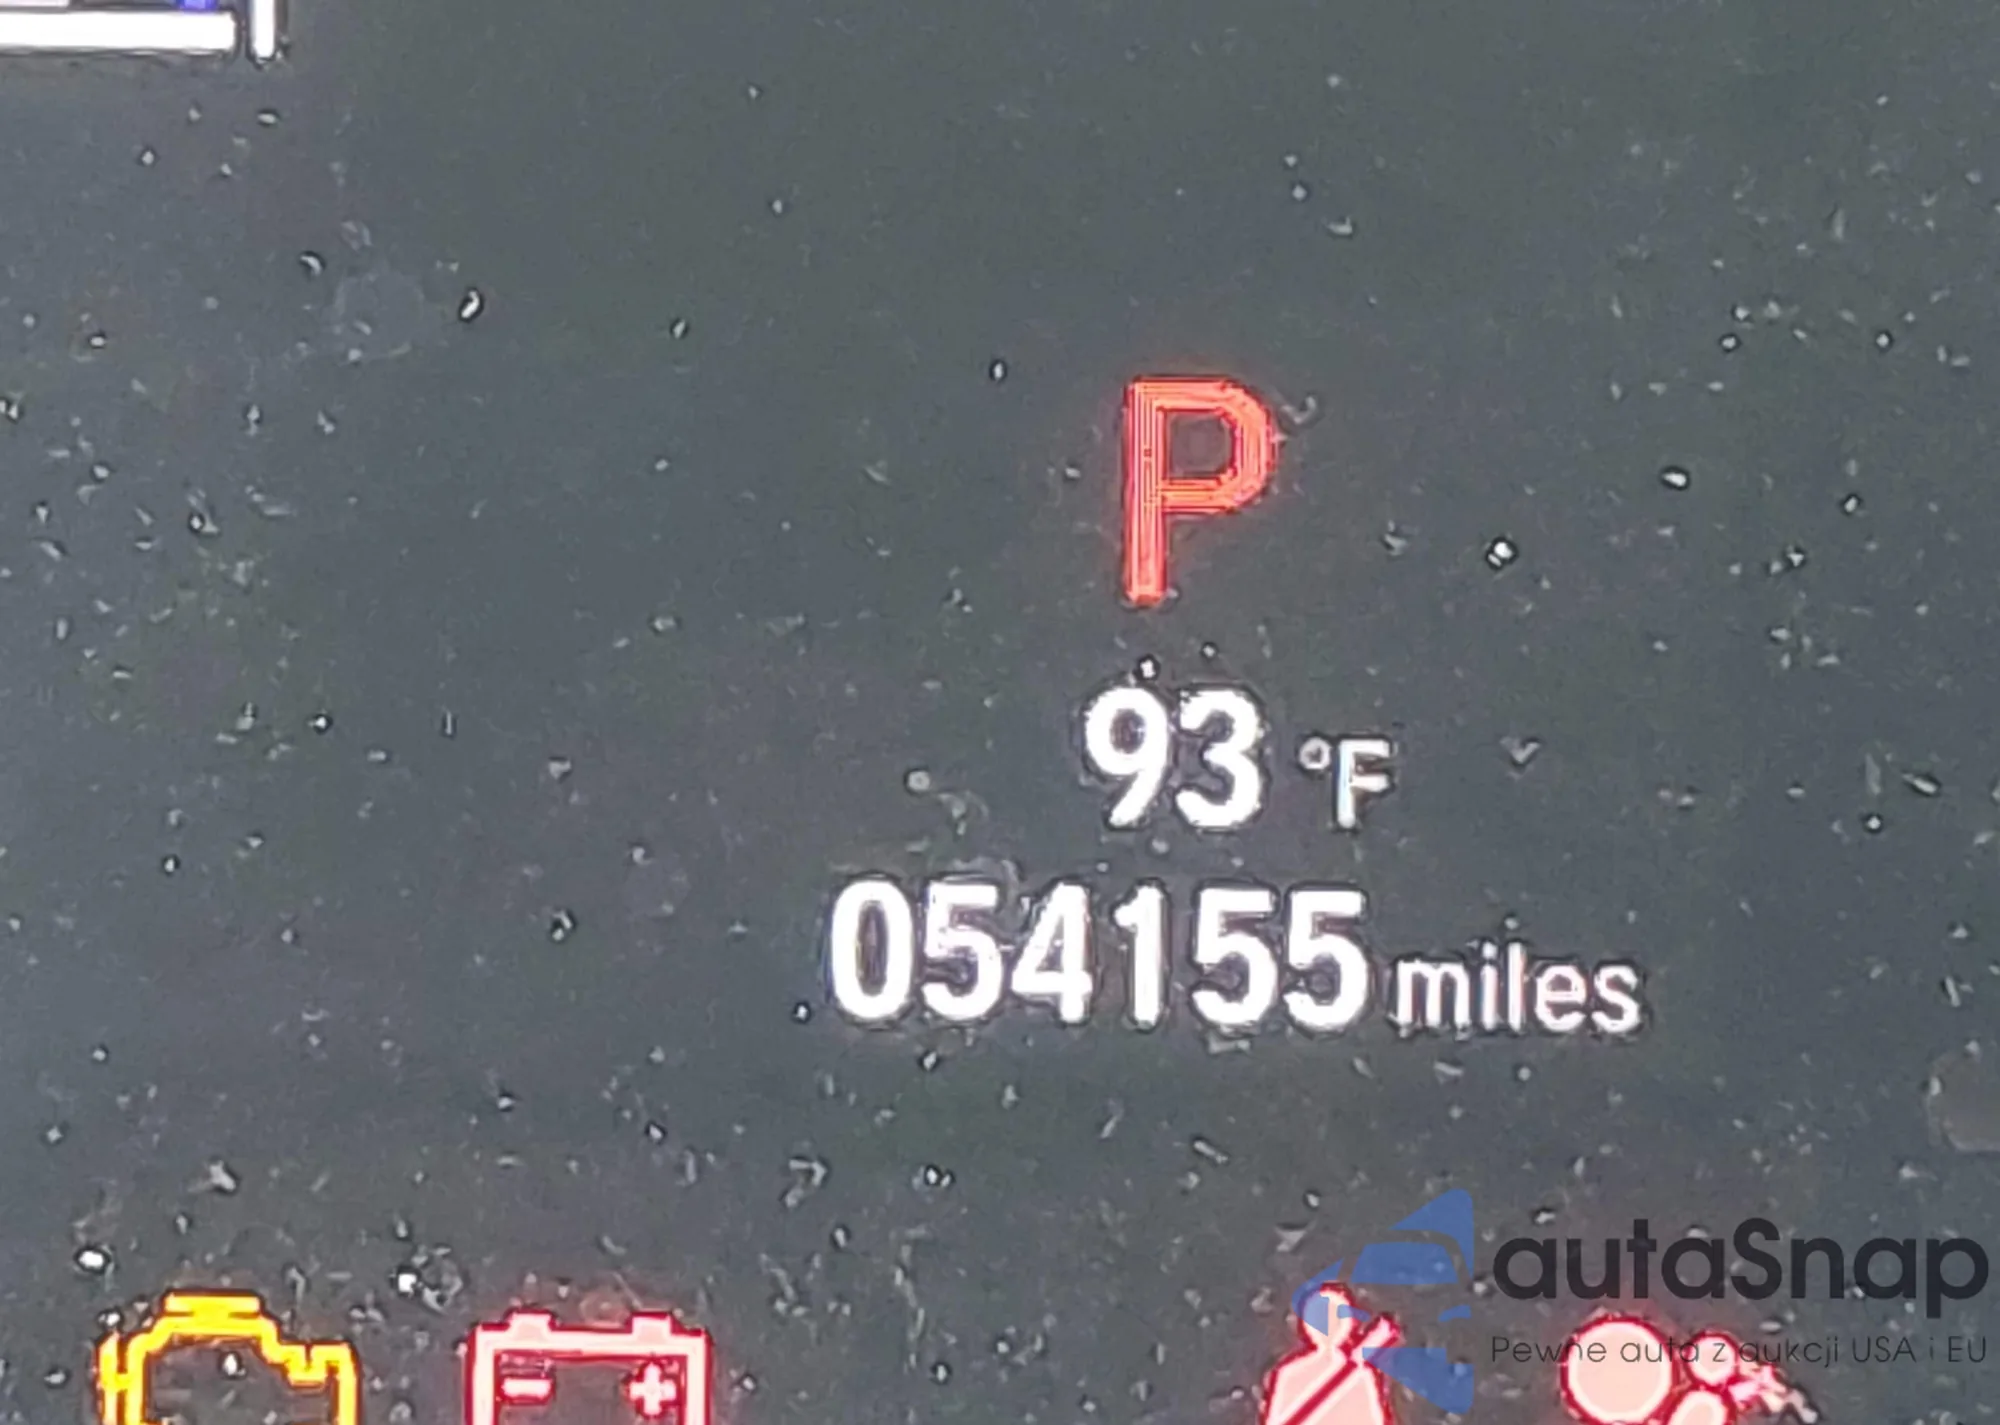 P
93 °F
054155 miles
autaSnap
Pewne auta z aukcji USA i EU